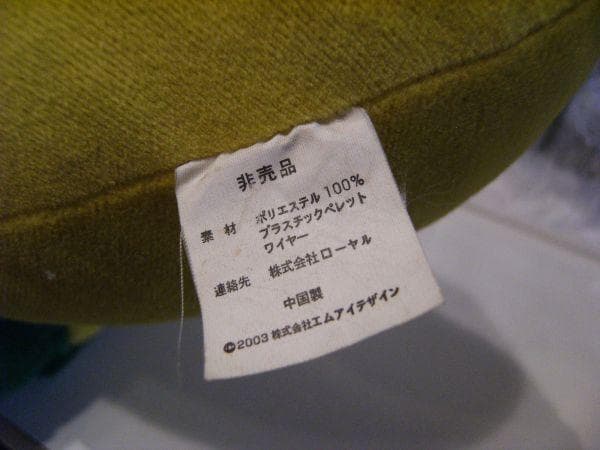 非売品
素材 ポリエステル100%
プラスチックペレット
ワイヤー
連絡先 株式会社ローヤル
中国製
©2003 株式会社エムアイデザイン